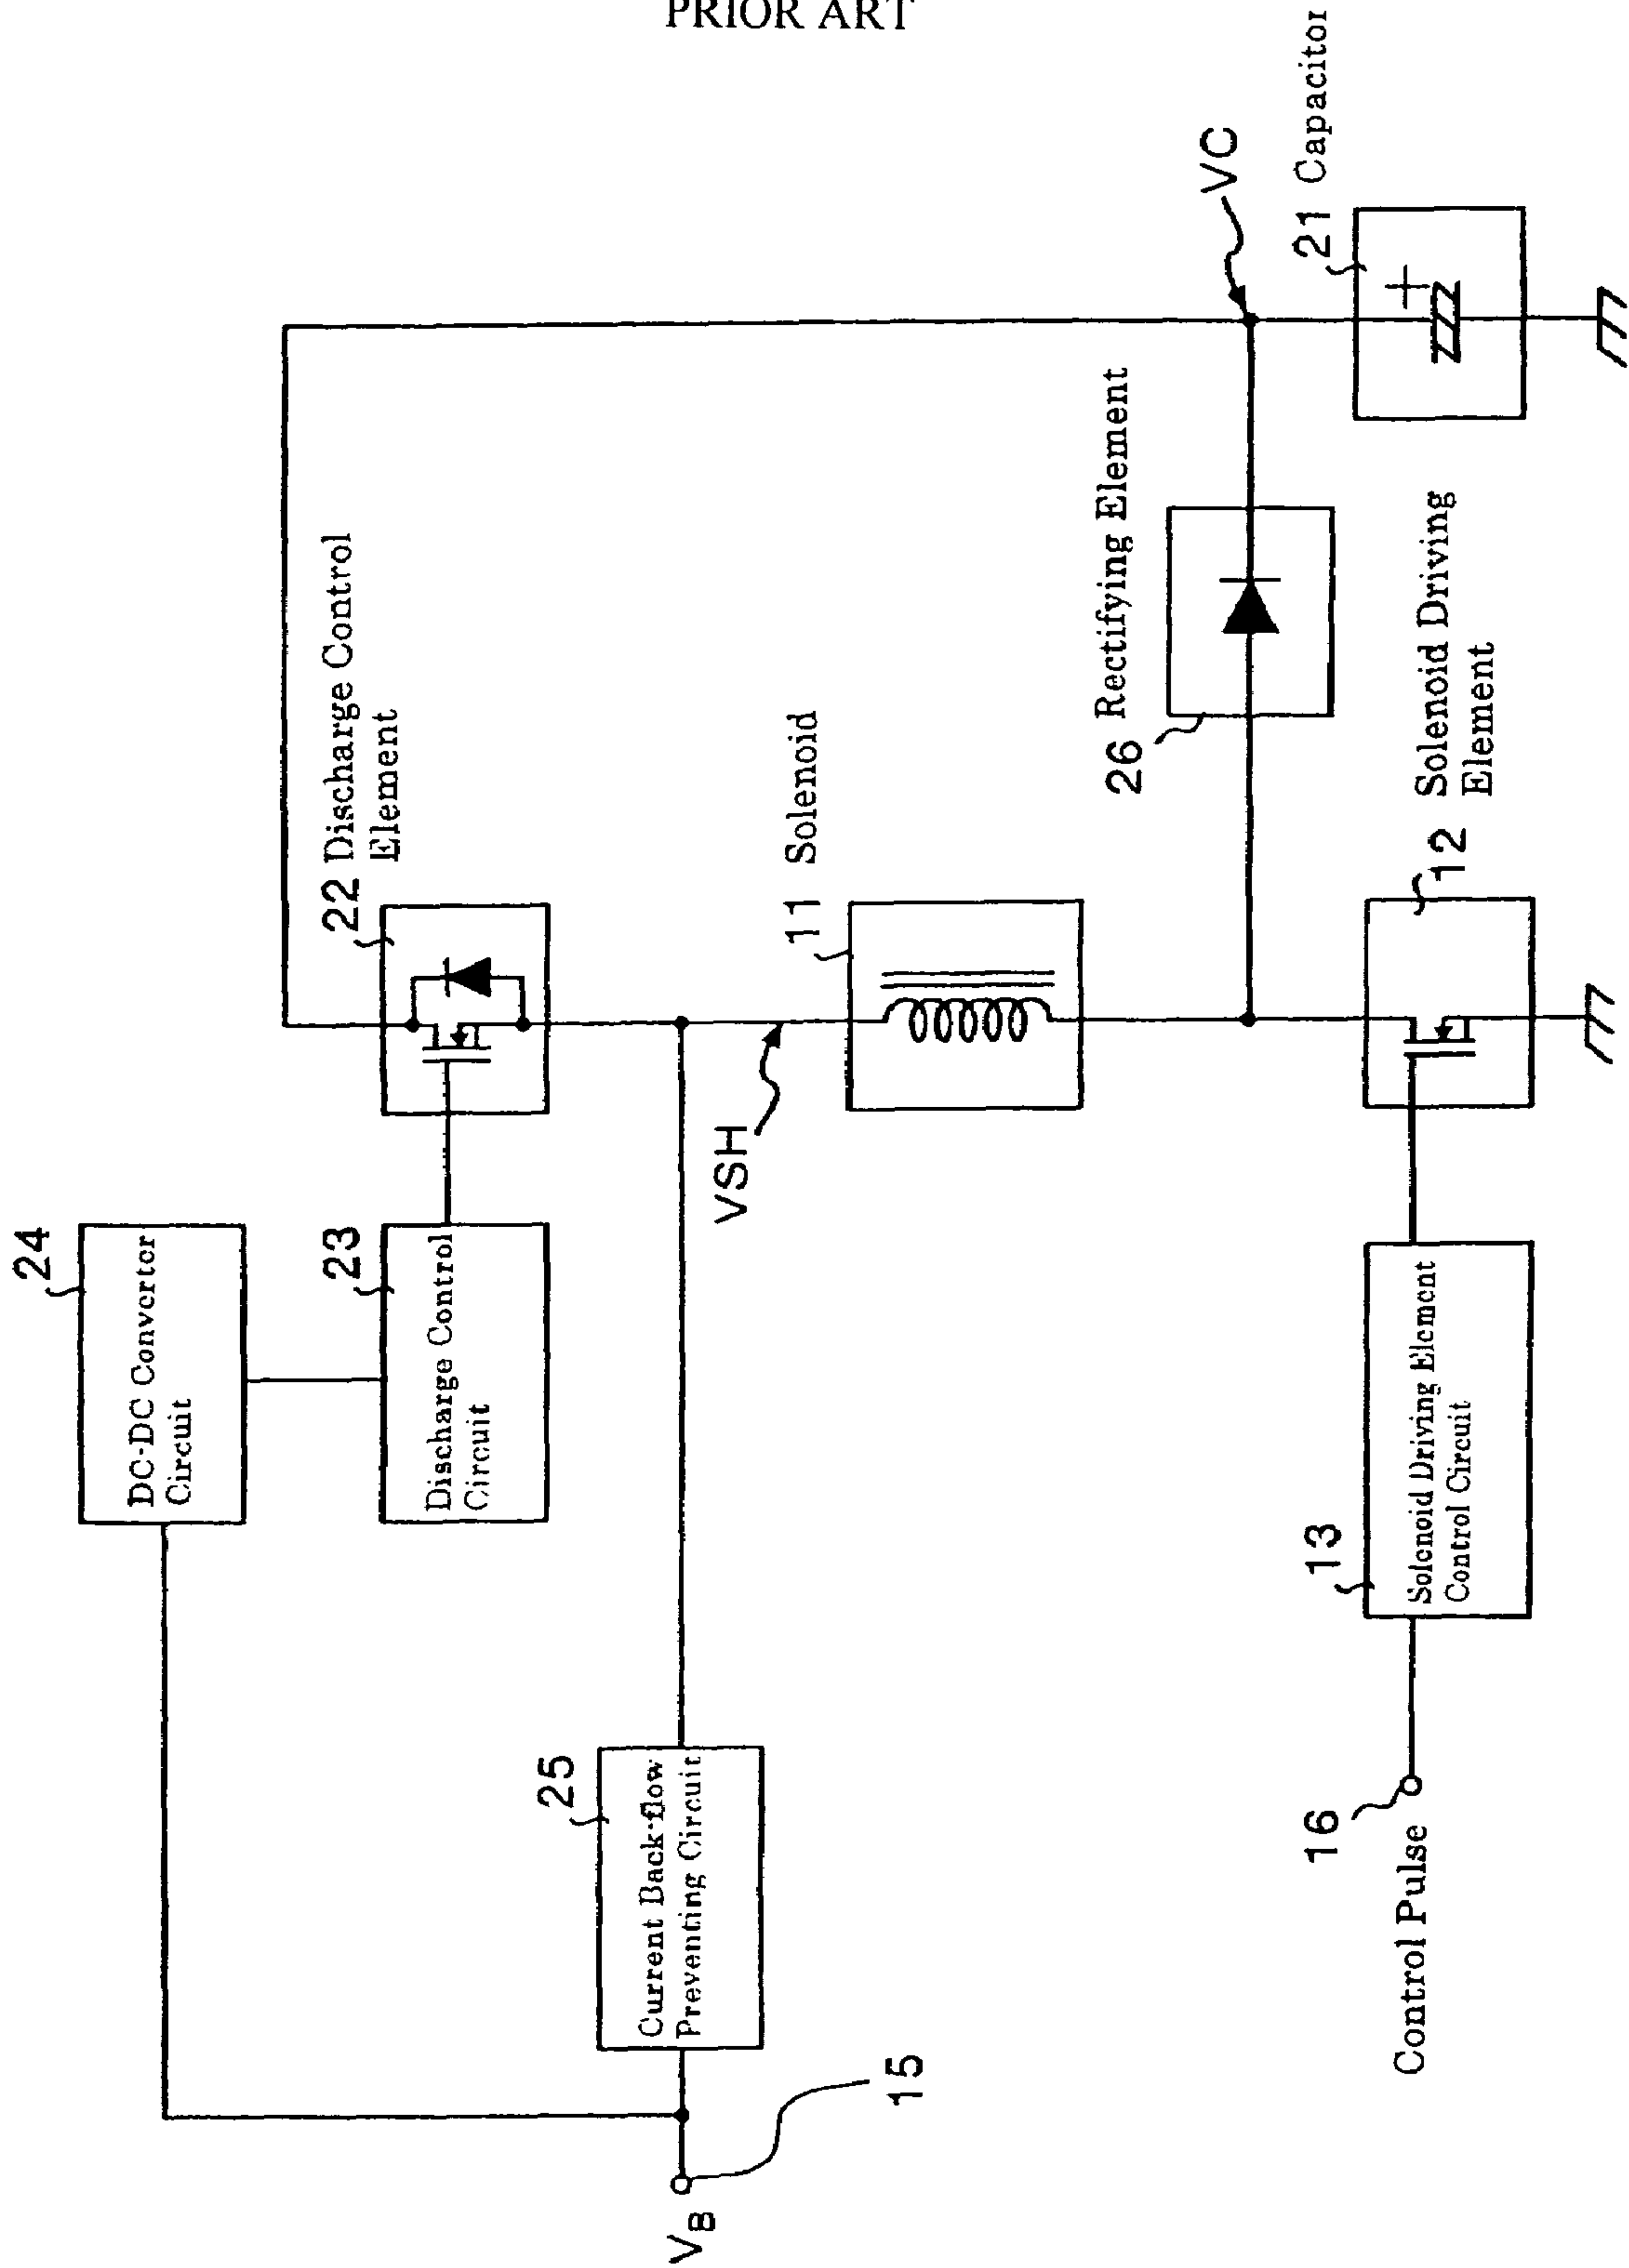 PRIOR ART
24
DC-DC Converter
Circuit
22 Discharge Control
Element
23
Discharge Control
Circuit
25
Current Back-flow
Preventing Circuit
VB
15
VSH
11 Solenoid
VC
26 Rectifying Element
21 Capacitor
13
Solenoid Driving Element
Control Circuit
12 Solenoid Driving
Element
16
Control Pulse